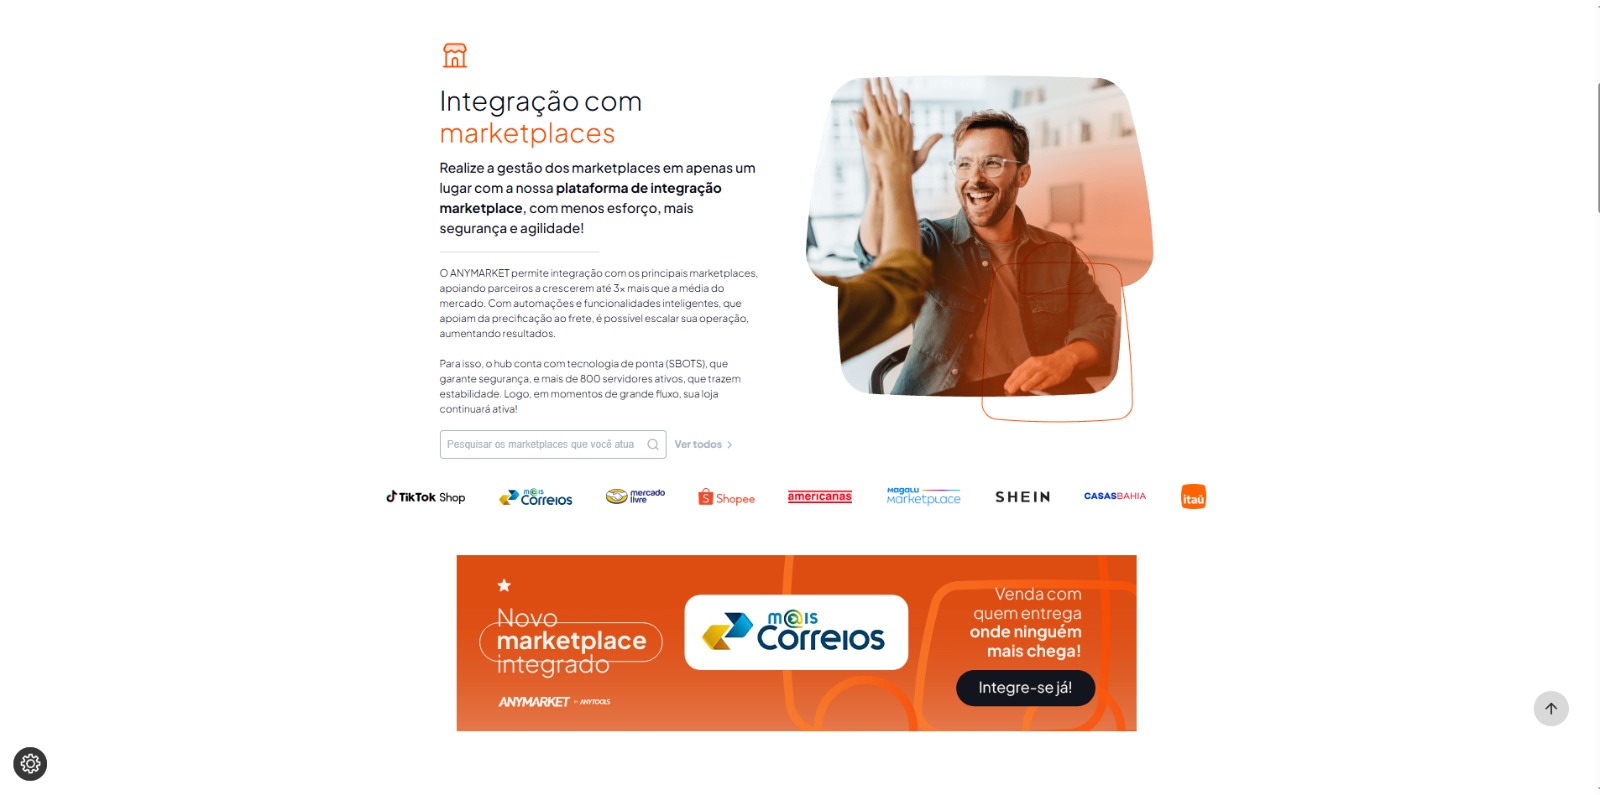 Integração com
marketplaces
Realize a gestão dos marketplaces em apenas um
lugar com a nossa plataforma de integração
marketplace, com menos esforço, mais
segurança e agilidade!
O ANYMARKET permite integração com os principais marketplaces,
apoiando parceiros a crescerem até 3x mais que a média do
mercado. Com automações e funcionalidades inteligentes, que
apoiam da precificação ao frete, é possível escalar sua operação,
aumentando resultados.
Para isso, o hub conta com tecnologia de ponta (SBOTS), que
garante segurança, e mais de 800 servidores ativos, que trazem
estabilidade. Logo, em momentos de grande fluxo, sua loja
continuará ativa!
Pesquisar os marketplaces que você atua
Ver todos
TikTok Shop
m@is
Correios
mercado
livre
S Shopee
americanas
Magalu
Marketplace
SHEIN
CASASBAHIA
itaú
Novo
marketplace
integrado
ANYMARKET by ANYTOOLS
m@is
Correios
Venda com
quem entrega
onde ninguém
mais chega!
Integre-se já!